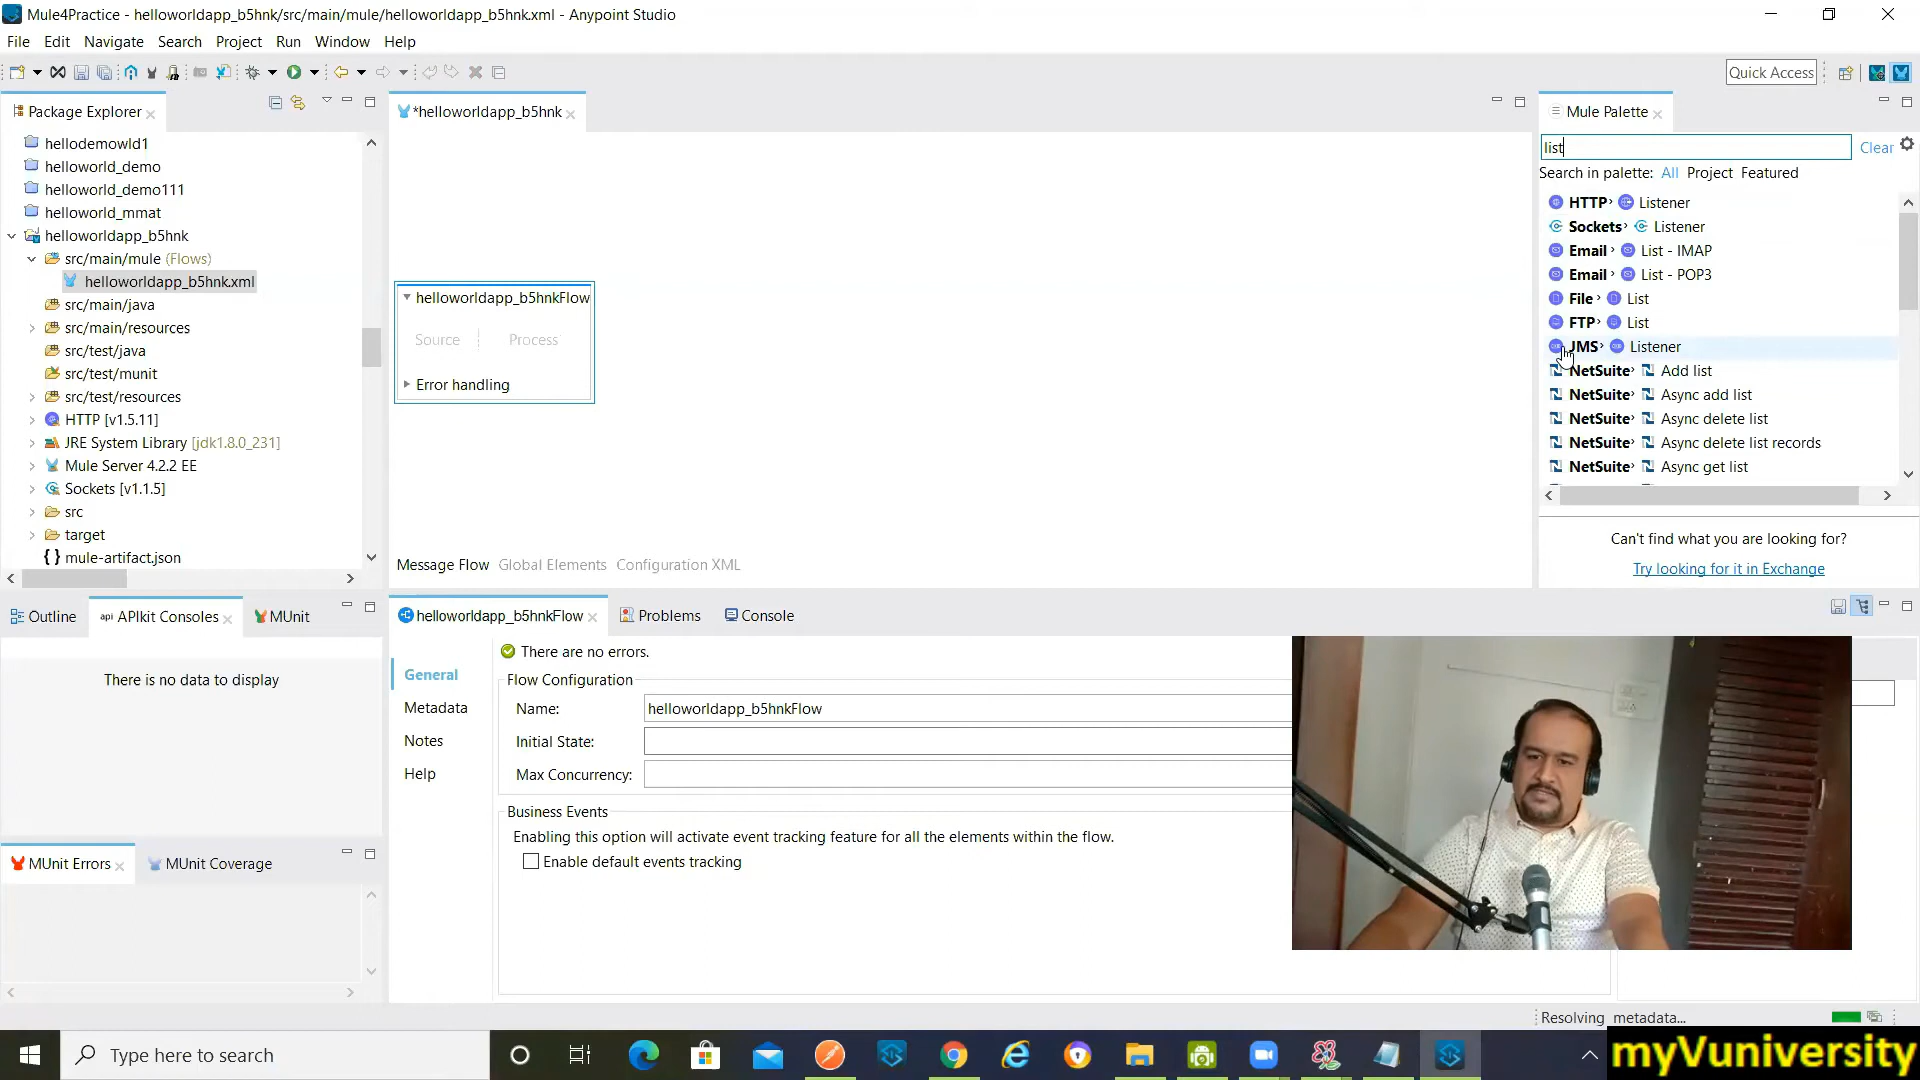 Mule4Practice - helloworldapp_b5hnk/src/main/mule/helloworldapp_b5hnk.xml - Anypoint Studio
File Edit Navigate Search Project Run Window Help
Quick Access
Package Explorer
hellodemowld1
helloworld_demo
helloworld_demo111
helloworld_mmat
helloworldapp_b5hnk
src/main/mule (Flows)
helloworldapp_b5hnk.xml
src/main/java
src/main/resources
src/test/java
src/test/munit
src/test/resources
HTTP [v1.5.11]
JRE System Library [jdk1.8.0_231]
Mule Server 4.2.2 EE
Sockets [v1.1.5]
src
target
mule-artifact.json
*helloworldapp_b5hnk
helloworldapp_b5hnkFlow
Source Process
Error handling
Message Flow Global Elements Configuration XML
Mule Palette
list
Clear
Search in palette: All Project Featured
HTTP Listener
Sockets Listener
Email List - IMAP
Email List - POP3
File List
FTP List
JMS Listener
NetSuite Add list
NetSuite Async add list
NetSuite Async delete list
NetSuite Async delete list records
NetSuite Async get list
Can't find what you are looking for?
Try looking for it in Exchange
Outline api APIkit Consoles MUnit
There is no data to display
MUnit Errors MUnit Coverage
helloworldapp_b5hnkFlow Problems Console
There are no errors.
General
Metadata
Notes
Help
Flow Configuration
Name: helloworldapp_b5hnkFlow
Initial State:
Max Concurrency:
Business Events
Enabling this option will activate event tracking feature for all the elements within the flow.
Enable default events tracking
Resolving metadata...
Type here to search
myVuniversity